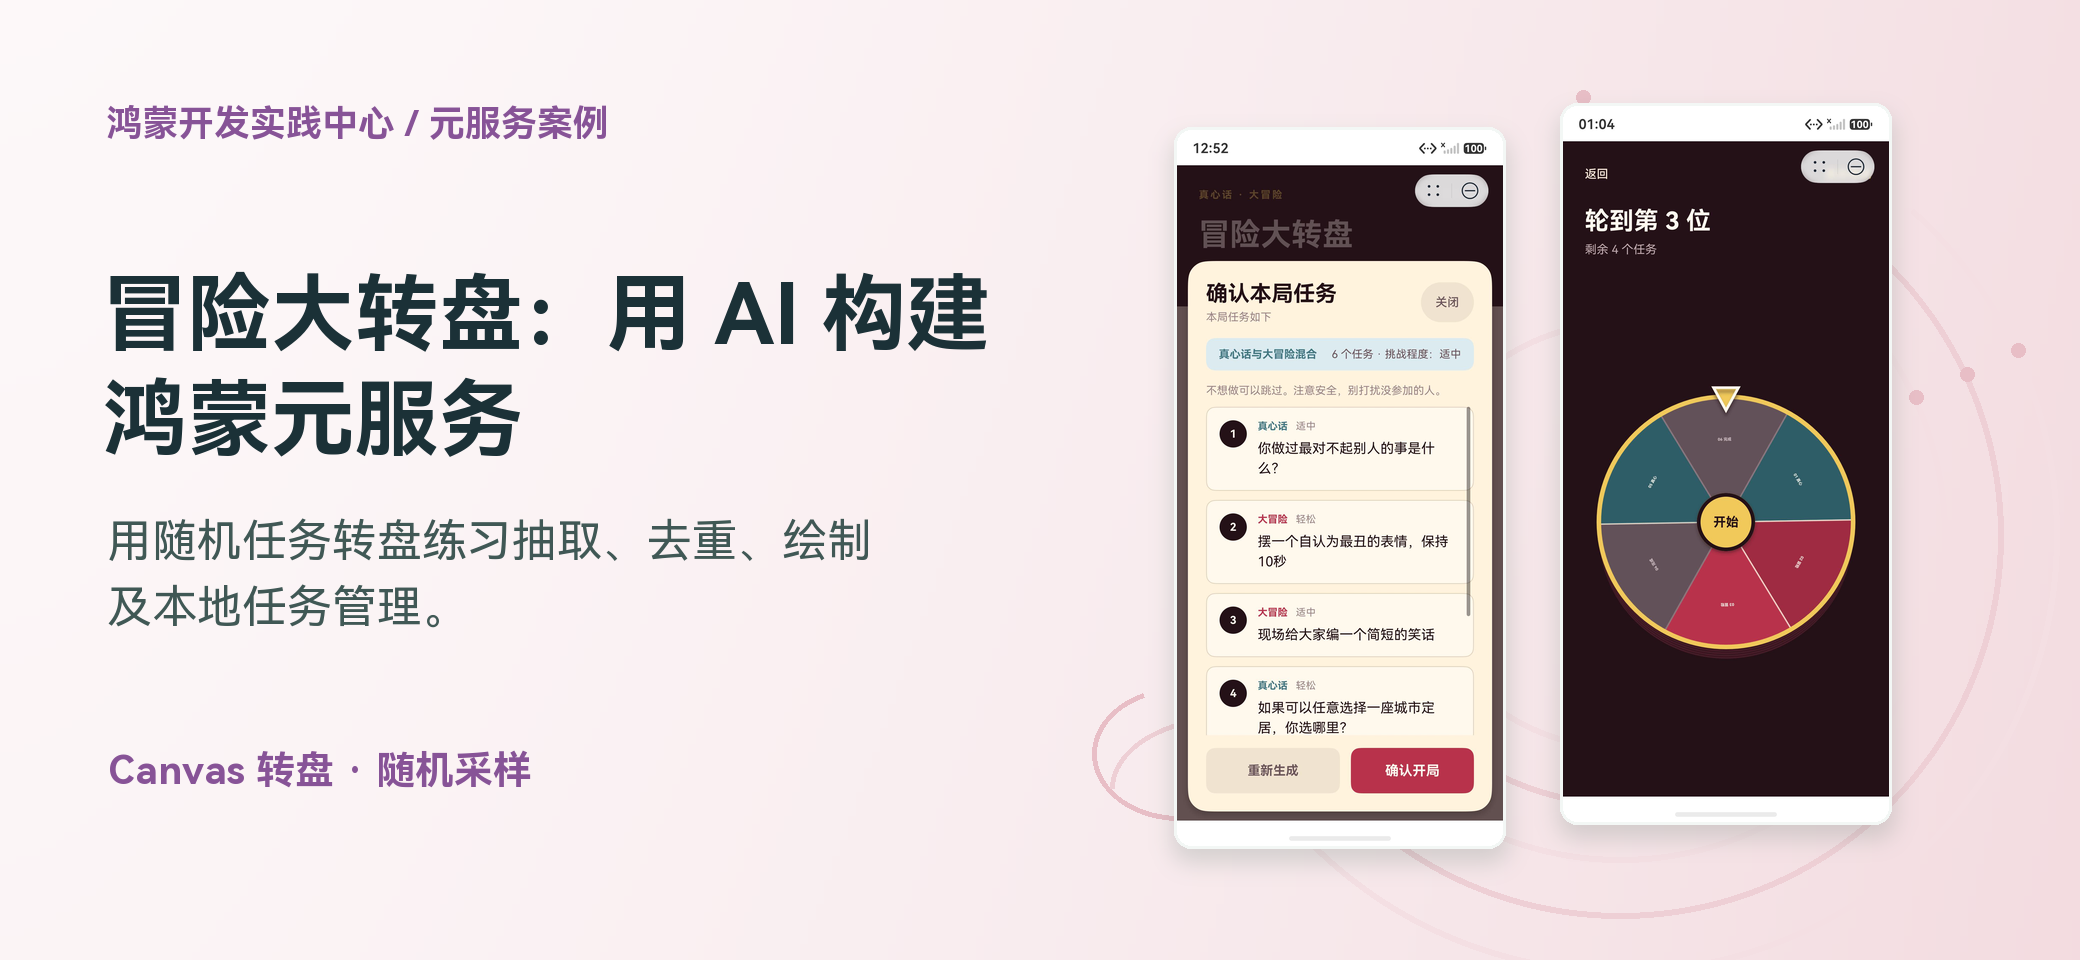 鸿蒙开发实践中心 / 元服务案例
冒险大转盘：用 AI 构建
鸿蒙元服务
用随机任务转盘练习抽取、去重、绘制
及本地任务管理。
Canvas 转盘 · 随机采样
12:52
100
真心话 · 大冒险
冒险大转盘
确认本局任务
本局任务如下
关闭
真心话与大冒险混合 6 个任务 · 挑战程度：适中
不想做可以跳过。注意安全，别打扰没参加的人。
1
真心话 适中
你做过最对不起别人的事是什
么？
2
大冒险 轻松
摆一个自认为最丑的表情，保持
10秒
3
大冒险 适中
现场给大家编一个简短的笑话
4
真心话 轻松
如果可以任意选择一座城市定
居，你选哪里？
重新生成
确认开局
01:04
100
返回
轮到第 3 位
剩余 4 个任务
开始